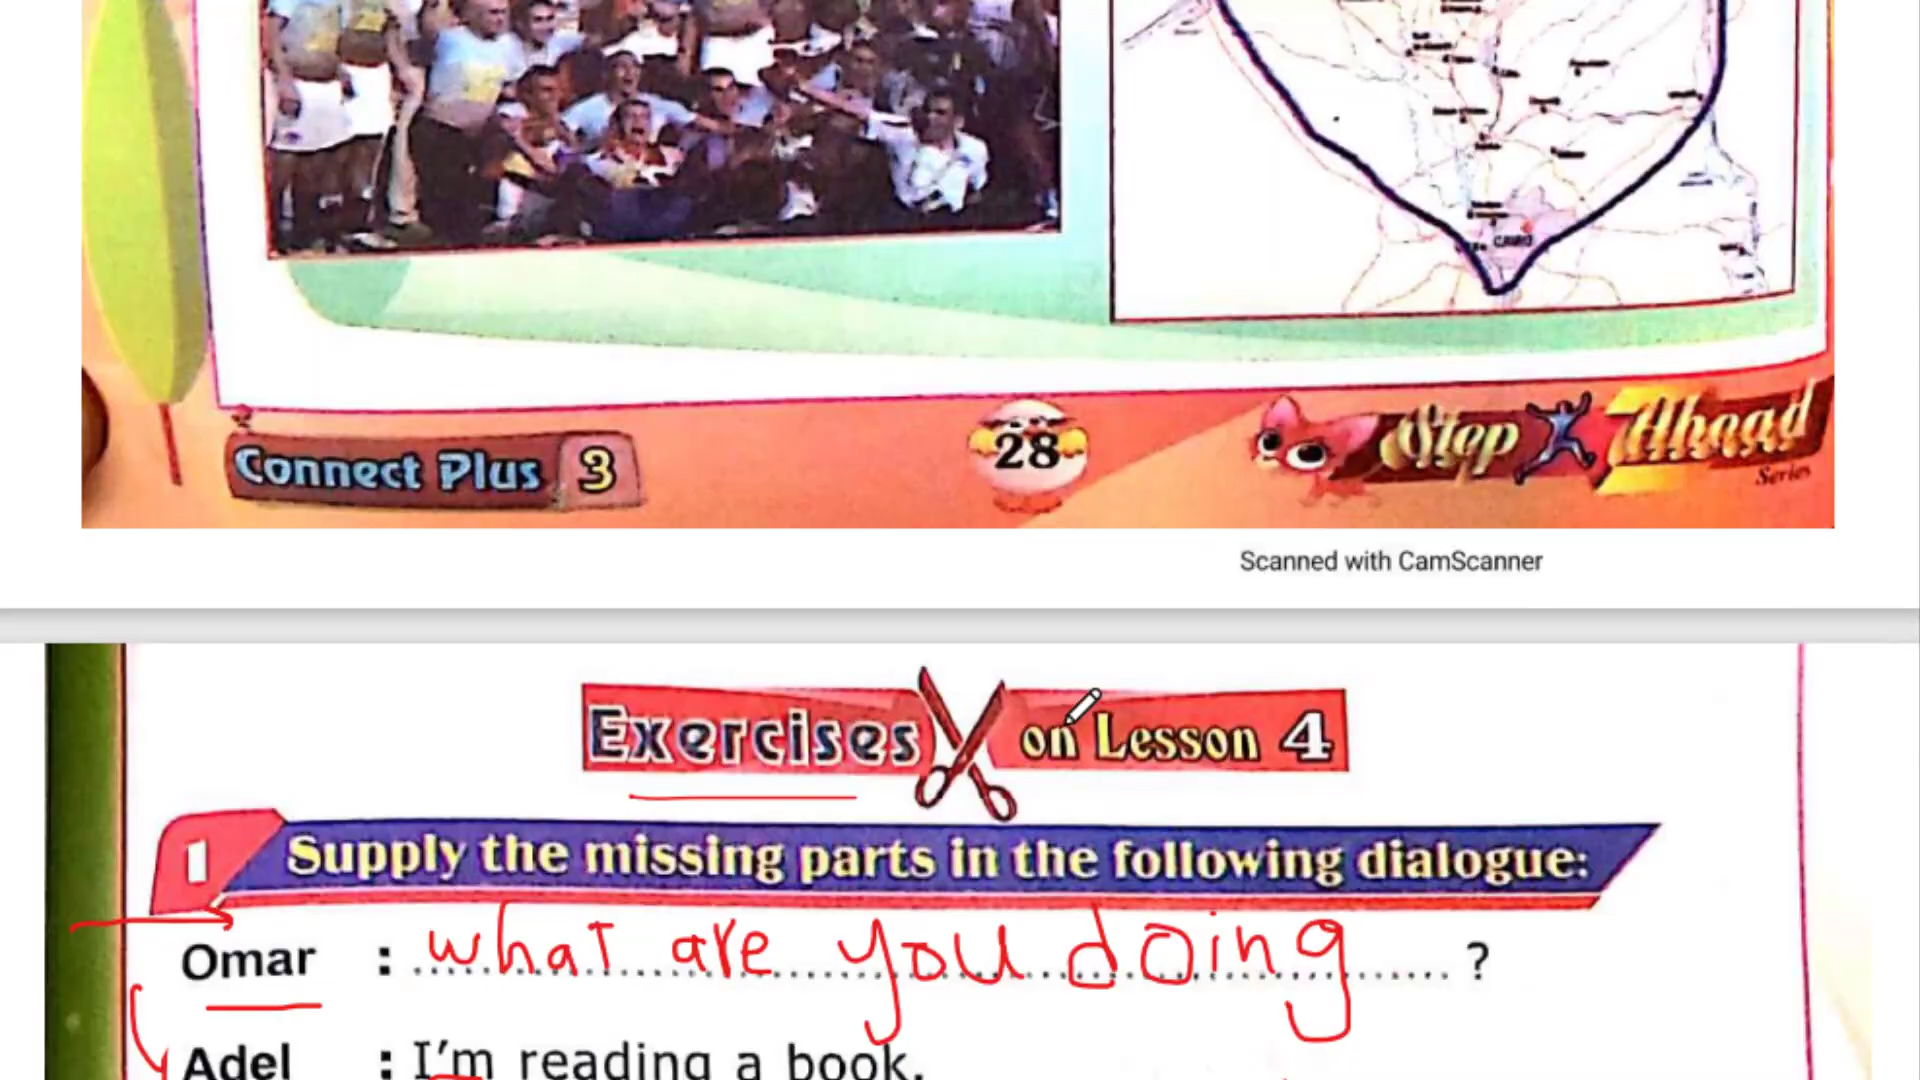 CAIRO
Connect Plus 3
28
Step Ahead
Series
Scanned with CamScanner
Exercises on Lesson 4
1 Supply the missing parts in the following dialogue:
Omar : what are you doing ?
Adel : I'm reading a book.